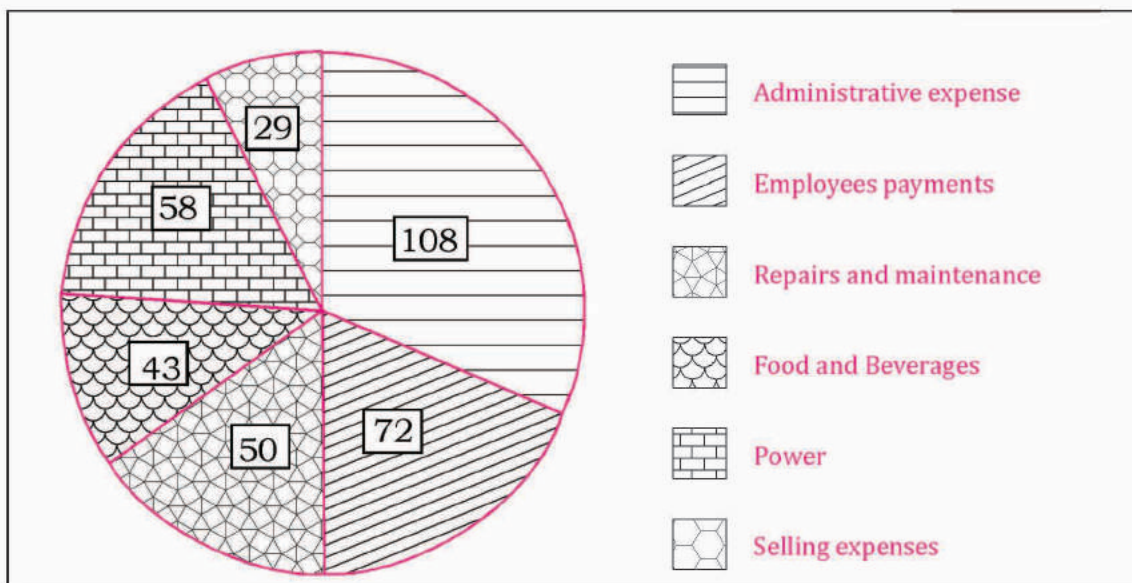 29
58
108
43
50
72
Administrative expense
Employees payments
Repairs and maintenance
Food and Beverages
Power
Selling expenses